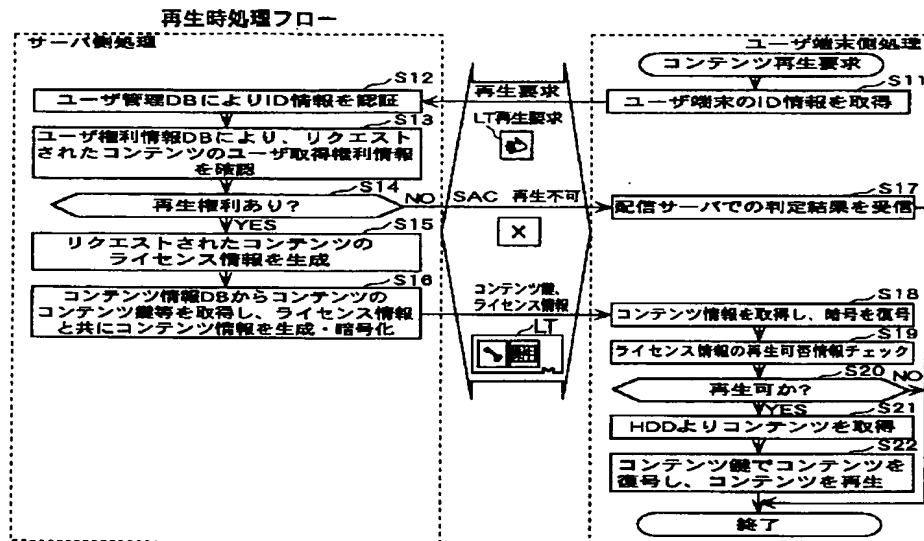 再生時処理フロー
サーバ側処理
ユーザ端末側処理
コンテンツ再生要求
S11
ユーザ端末のID情報を取得
再生要求
LT再生要求
S12
ユーザ管理DBによりID情報を認証
S13
ユーザ権利情報DBにより、リクエスト
されたコンテンツのユーザ取得権利情報
を確認
S14
再生権利あり?
NO
SAC 再生不可
YES
S15
リクエストされたコンテンツの
ライセンス情報を生成
S16
コンテンツ情報DBからコンテンツの
コンテンツ鍵等を取得し、ライセンス情報
と共にコンテンツ情報を生成・暗号化
コンテンツ鍵、
ライセンス情報
LT
S17
配信サーバでの判定結果を受信
S18
コンテンツ情報を取得し、暗号を復号
S19
ライセンス情報の再生可否情報チェック
S20
再生可か?
NO
YES
S21
HDDよりコンテンツを取得
S22
コンテンツ鍵でコンテンツを
復号し、コンテンツを再生
終了